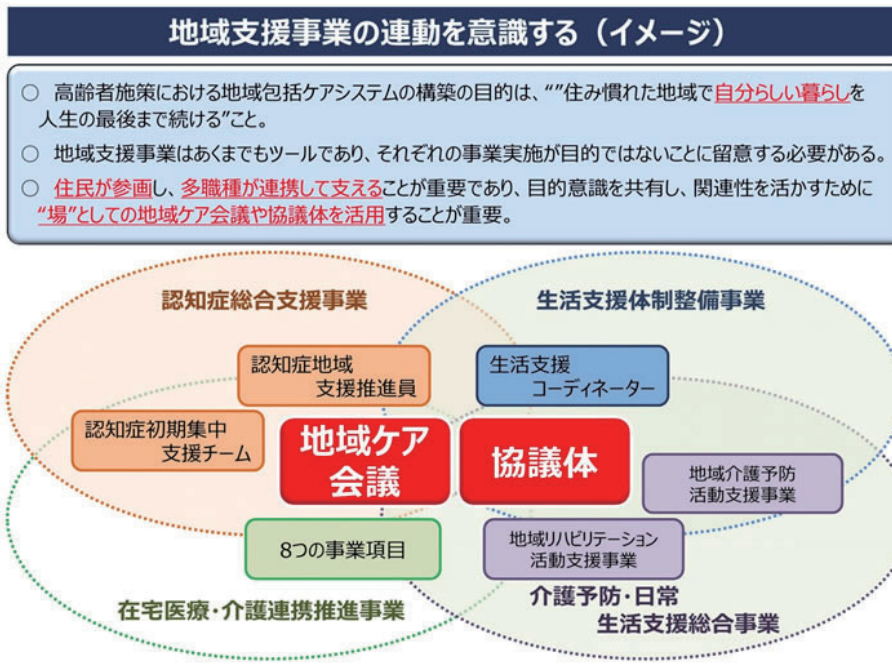 地域支援事業の連動を意識する（イメージ）
○ 高齢者施策における地域包括ケアシステムの構築の目的は、“”住み慣れた地域で自分らしい暮らしを
人生の最後まで続ける”こと。
○ 地域支援事業はあくまでもツールであり、それぞれの事業実施が目的ではないことに留意する必要がある。
○ 住民が参画し、多職種が連携して支えることが重要であり、目的意識を共有し、関連性を活かすために
“場”としての地域ケア会議や協議体を活用することが重要。
認知症総合支援事業
生活支援体制整備事業
認知症地域
支援推進員
生活支援
コーディネーター
認知症初期集中
支援チーム
地域ケア
会議
協議体
地域介護予防
活動支援事業
8つの事業項目
地域リハビリテーション
活動支援事業
在宅医療・介護連携推進事業
介護予防・日常
生活支援総合事業